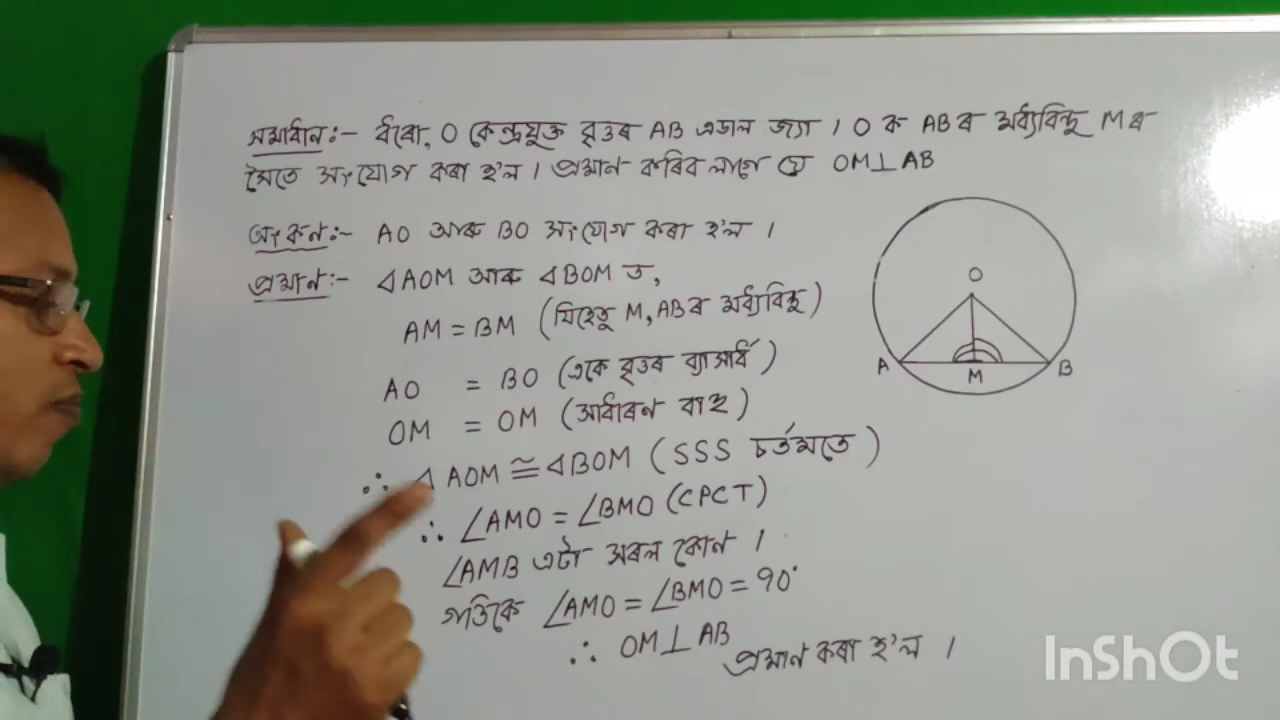 সমাধান:- ধৰো, O কেন্দ্ৰযুক্ত বৃত্তৰ AB এডাল জ্যা । O ক ABৰ মধ্যবিন্দু M ৰ
সৈতে সংযোগ কৰা হ'ল । প্ৰমাণ কৰিব লাগে যে OM⊥AB
অংকন:- AO আৰু BO সংযোগ কৰা হ'ল ।
প্ৰমাণ:- ΔAOM আৰু ΔBOM ত,
AM = BM (যিহেতু M, ABৰ মধ্যবিন্দু)
AO = BO (একে বৃত্তৰ ব্যাসাৰ্ধ)
OM = OM (সাধাৰণ বাহু)
∴ ΔAOM ≅ ΔBOM (SSS চৰ্তমতে)
∴ ∠AMO = ∠BMO (CPCT)
∠AMB এটা সৰল কোণ ।
গতিকে ∠AMO = ∠BMO = 90°
∴ OM⊥AB
প্ৰমাণ কৰা হ'ল ।
O
A
M
B
InShOt